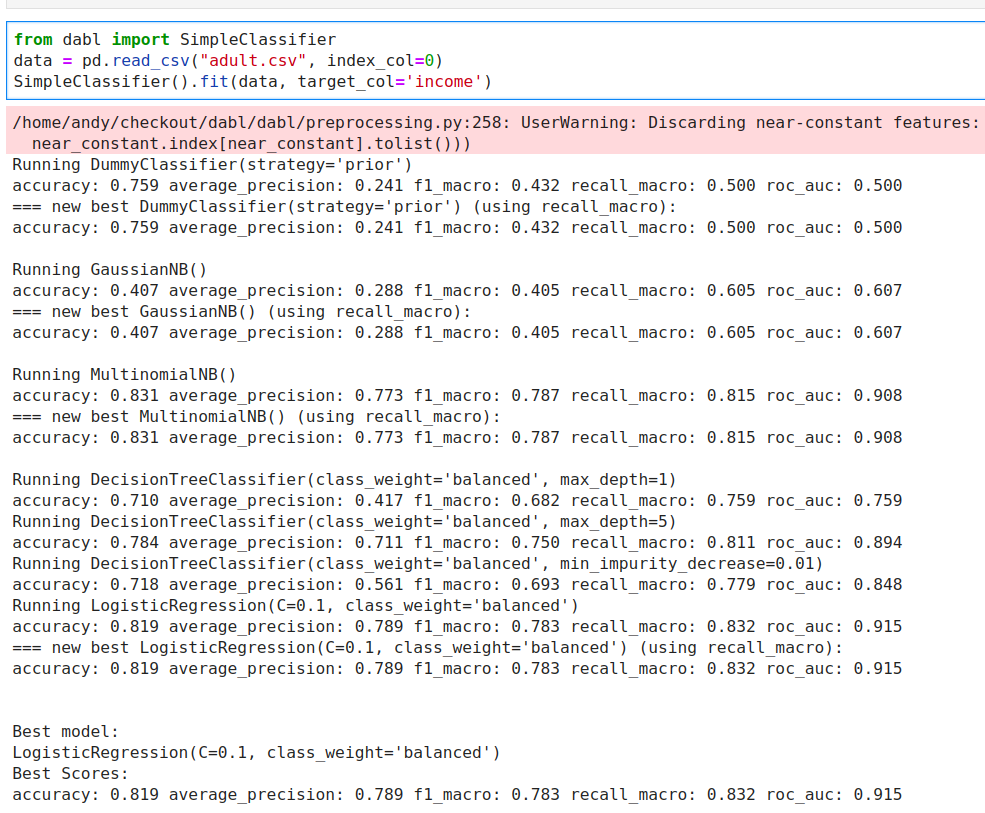 from dabl import SimpleClassifier
data = pd.read_csv("adult.csv", index_col=0)
SimpleClassifier().fit(data, target_col='income')
/home/andy/checkout/dabl/dabl/preprocessing.py:258: UserWarning: Discarding near-constant features:
  near_constant.index[near_constant].tolist()))
Running DummyClassifier(strategy='prior')
accuracy: 0.759 average_precision: 0.241 f1_macro: 0.432 recall_macro: 0.500 roc_auc: 0.500
=== new best DummyClassifier(strategy='prior') (using recall_macro):
accuracy: 0.759 average_precision: 0.241 f1_macro: 0.432 recall_macro: 0.500 roc_auc: 0.500

Running GaussianNB()
accuracy: 0.407 average_precision: 0.288 f1_macro: 0.405 recall_macro: 0.605 roc_auc: 0.607
=== new best GaussianNB() (using recall_macro):
accuracy: 0.407 average_precision: 0.288 f1_macro: 0.405 recall_macro: 0.605 roc_auc: 0.607

Running MultinomialNB()
accuracy: 0.831 average_precision: 0.773 f1_macro: 0.787 recall_macro: 0.815 roc_auc: 0.908
=== new best MultinomialNB() (using recall_macro):
accuracy: 0.831 average_precision: 0.773 f1_macro: 0.787 recall_macro: 0.815 roc_auc: 0.908

Running DecisionTreeClassifier(class_weight='balanced', max_depth=1)
accuracy: 0.710 average_precision: 0.417 f1_macro: 0.682 recall_macro: 0.759 roc_auc: 0.759
Running DecisionTreeClassifier(class_weight='balanced', max_depth=5)
accuracy: 0.784 average_precision: 0.711 f1_macro: 0.750 recall_macro: 0.811 roc_auc: 0.894
Running DecisionTreeClassifier(class_weight='balanced', min_impurity_decrease=0.01)
accuracy: 0.718 average_precision: 0.561 f1_macro: 0.693 recall_macro: 0.779 roc_auc: 0.848
Running LogisticRegression(C=0.1, class_weight='balanced')
accuracy: 0.819 average_precision: 0.789 f1_macro: 0.783 recall_macro: 0.832 roc_auc: 0.915
=== new best LogisticRegression(C=0.1, class_weight='balanced') (using recall_macro):
accuracy: 0.819 average_precision: 0.789 f1_macro: 0.783 recall_macro: 0.832 roc_auc: 0.915

Best model:
LogisticRegression(C=0.1, class_weight='balanced')
Best Scores:
accuracy: 0.819 average_precision: 0.789 f1_macro: 0.783 recall_macro: 0.832 roc_auc: 0.915